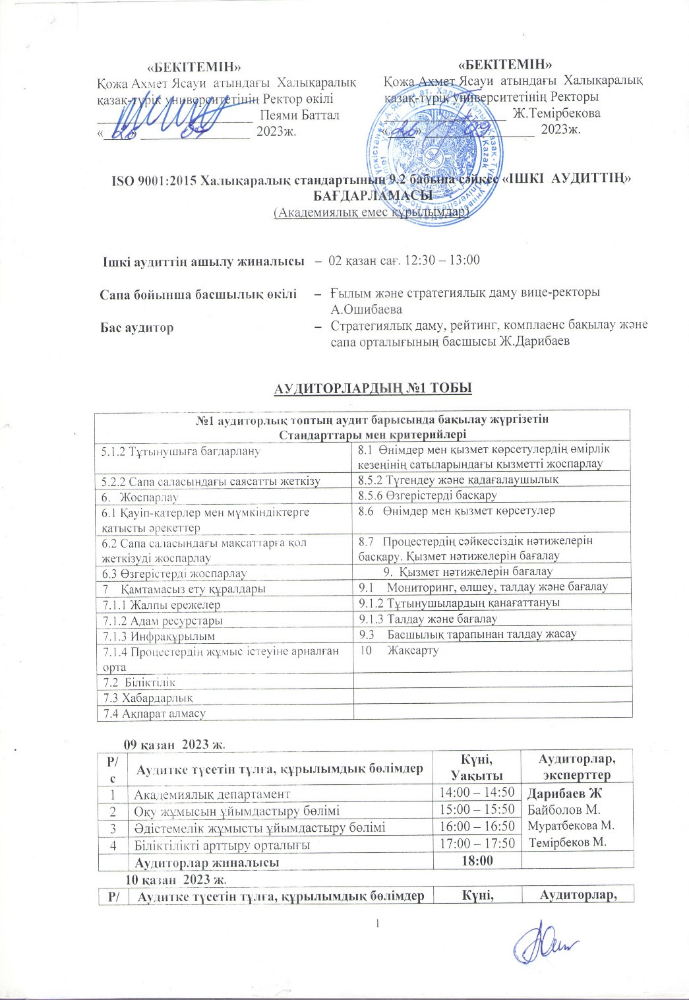 «БЕКІТЕМІН»
Қожа Ахмет Ясауи атындағы Халықаралық
қазақ-түрік университетінің Ректор өкілі
Пеями Баттал
«26» 09 2023ж.
«БЕКІТЕМІН»
Қожа Ахмет Ясауи атындағы Халықаралық
қазақ-түрік университетінің Ректоры
Ж.Темірбекова
«26» 09 2023ж.
ISO 9001:2015 Халықаралық стандартының 9.2 бабына сәйкес «ІШКІ АУДИТТІҢ»
БАҒДАРЛАМАСЫ
(Академиялық емес құрылымдар)
Ішкі аудиттің ашылу жиналысы – 02 қазан сағ. 12:30 – 13:00
Сапа бойынша басшылық өкілі – Ғылым және стратегиялық даму вице-ректоры
А.Ошибаева
Бас аудитор – Стратегиялық даму, рейтинг, комплаенс бақылау және
сапа орталығының басшысы Ж.Дарибаев
АУДИТОРЛАРДЫҢ №1 ТОБЫ
№1 аудиторлық топтың аудит барысында бақылау жүргізетін
Стандарттары мен критерийлері
5.1.2 Тұтынушыға бағдарлану
8.1 Өнімдер мен қызмет көрсетулердің өмірлік
кезеңінің сатыларындағы қызметті жоспарлау
5.2.2 Сапа саласындағы саясатты жеткізу
8.5.2 Түгендеу және қадағалаушылық
6. Жоспарлау
8.5.6 Өзгерістерді басқару
6.1 Қауіп-қатерлер мен мүмкіндіктерге
қатысты әрекеттер
8.6 Өнімдер мен қызмет көрсетулер
6.2 Сапа саласындағы мақсаттарға қол
жеткізуді жоспарлау
8.7 Процестердің сәйкессіздік нәтижелерін
басқару. Қызмет нәтижелерін бағалау
6.3 Өзгерістерді жоспарлау
9. Қызмет нәтижелерін бағалау
7 Қамтамасыз ету құралдары
9.1 Мониторинг, өлшеу, талдау және бағалау
7.1.1 Жалпы ережелер
9.1.2 Тұтынушылардың қанағаттануы
7.1.2 Адам ресурстары
9.1.3 Талдау және бағалау
7.1.3 Инфрақұрылым
9.3 Басшылық тарапынан талдау жасау
7.1.4 Процестердің жұмыс істеуіне арналған
орта
10 Жақсарту
7.2 Біліктілік
7.3 Хабардарлық
7.4 Ақпарат алмасу
09 қазан 2023 ж.
Р/
с
Аудитке түсетін тұлға, құрылымдық бөлімдер
Күні,
Уақыты
Аудиторлар,
эксперттер
1 Академиялық департамент 14:00 – 14:50 Дарибаев Ж
2 Оқу жұмысын ұйымдастыру бөлімі 15:00 – 15:50 Байболов М.
3 Әдістемелік жұмысты ұйымдастыру бөлімі 16:00 – 16:50 Муратбекова М.
4 Біліктілікті арттыру орталығы 17:00 – 17:50 Темірбеков М.
Аудиторлар жиналысы 18:00
10 қазан 2023 ж.
Р/ Аудитке түсетін тұлға, құрылымдық бөлімдер Күні, Аудиторлар,
1